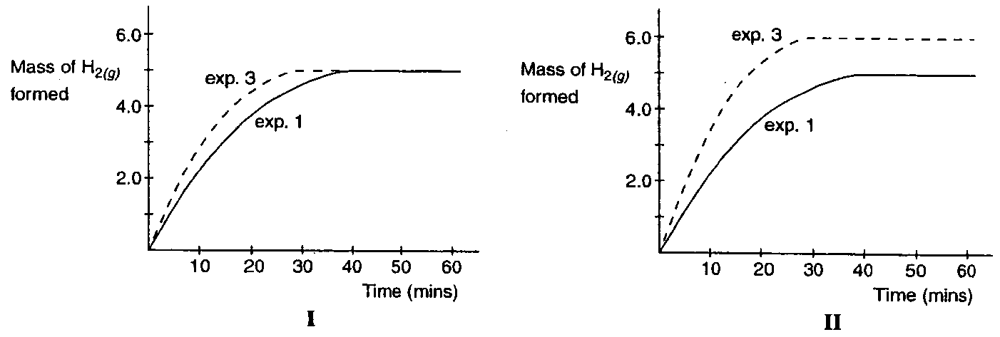 6.0
Mass of H2(g)
formed
exp. 3
4.0
exp. 1
2.0
10 20 30 40 50 60
Time (mins)
I
6.0
exp. 3
Mass of H2(g)
formed
4.0
exp. 1
2.0
10 20 30 40 50 60
Time (mins)
II